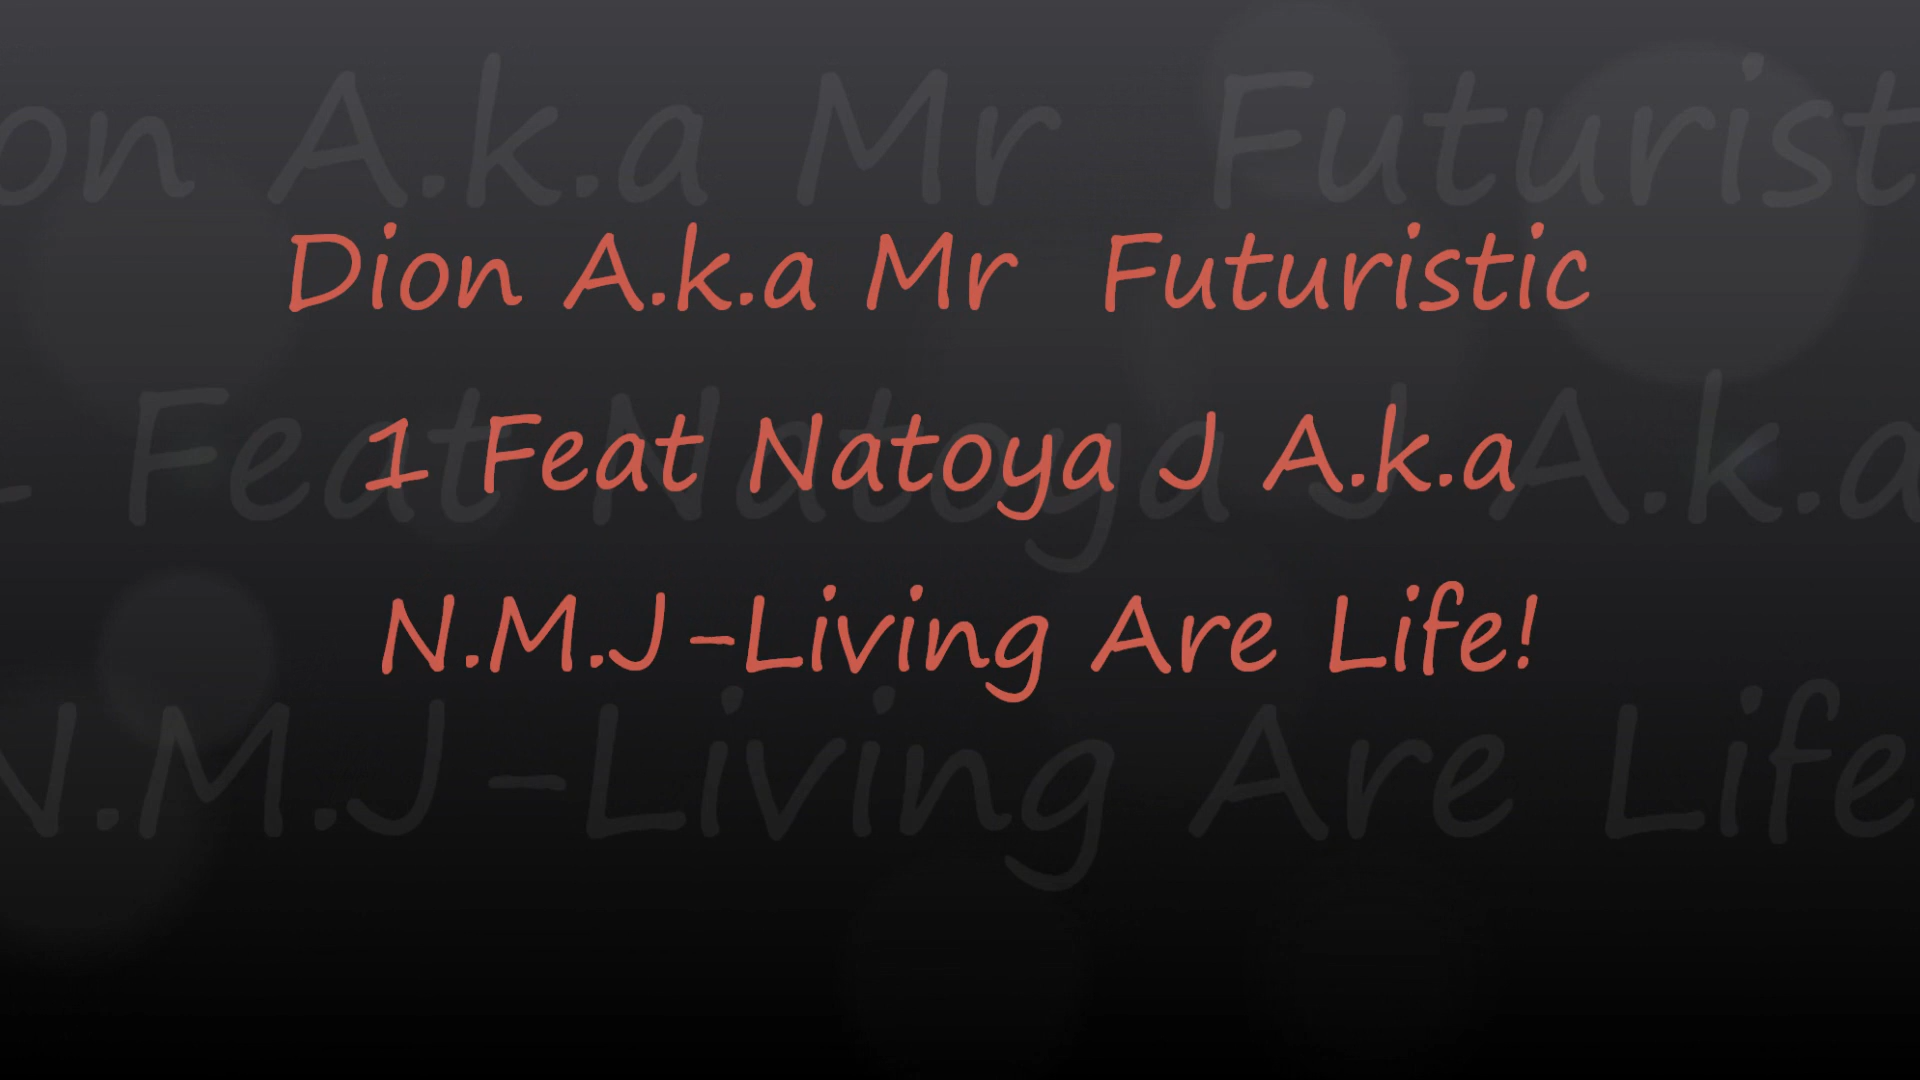 Dion A.k.a Mr  Futuristic
1 Feat Natoya J A.k.a
N.M.J-Living Are Life!